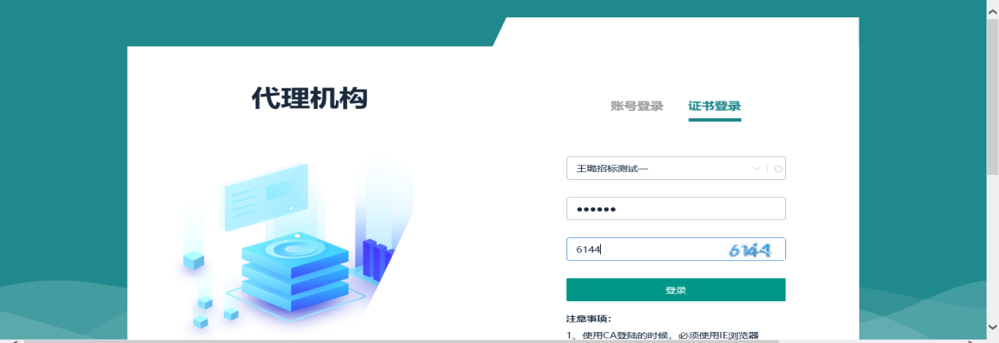 代理机构
账号登录 证书登录
王璐招标测试一
••••••
6144
6144
登录
注意事项：
1、使用CA登陆的时候，必须使用IE浏览器